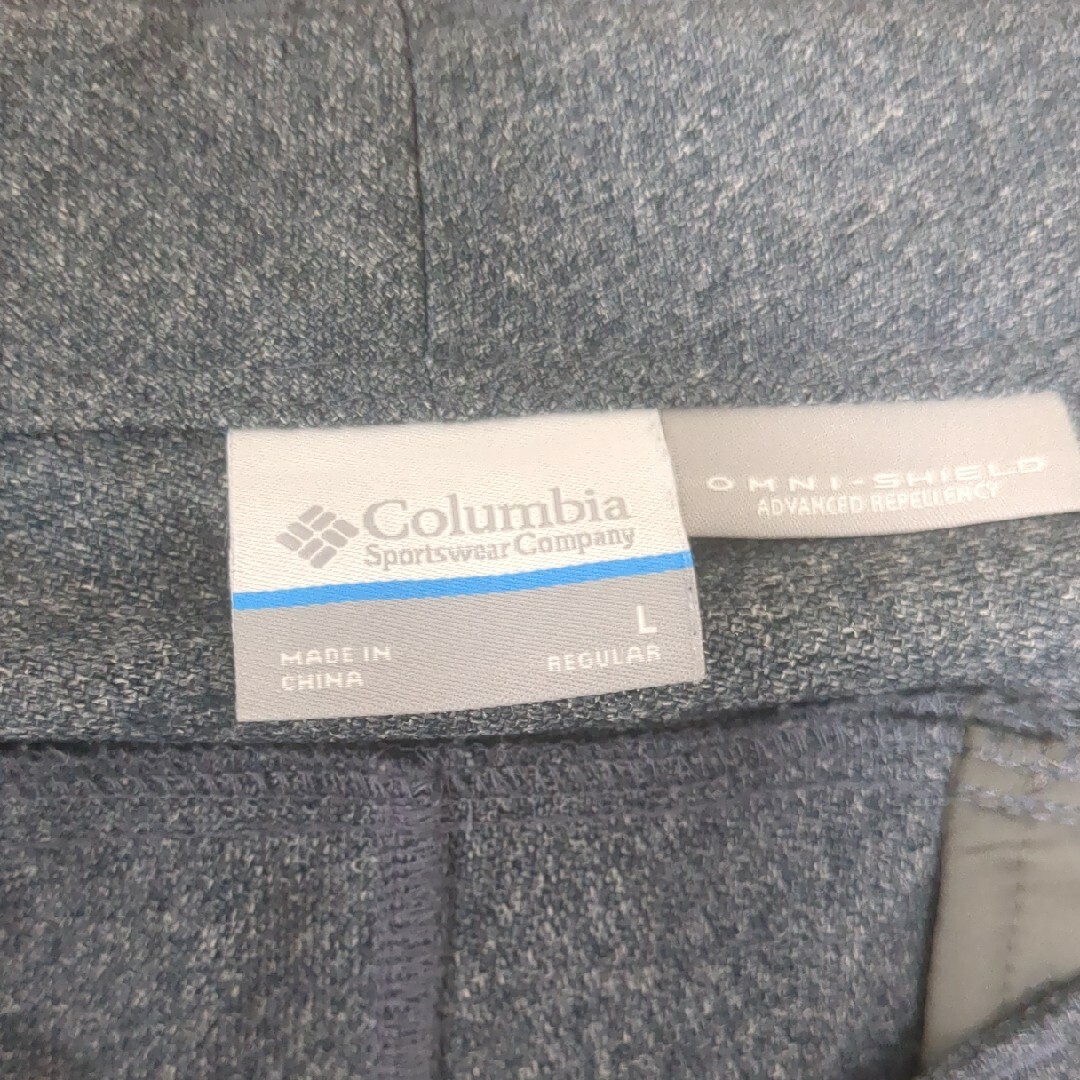 Columbia
Sportswear Company
L
MADE IN
CHINA
REGULAR
OMNI-SHIELD
ADVANCED REPELLENCY